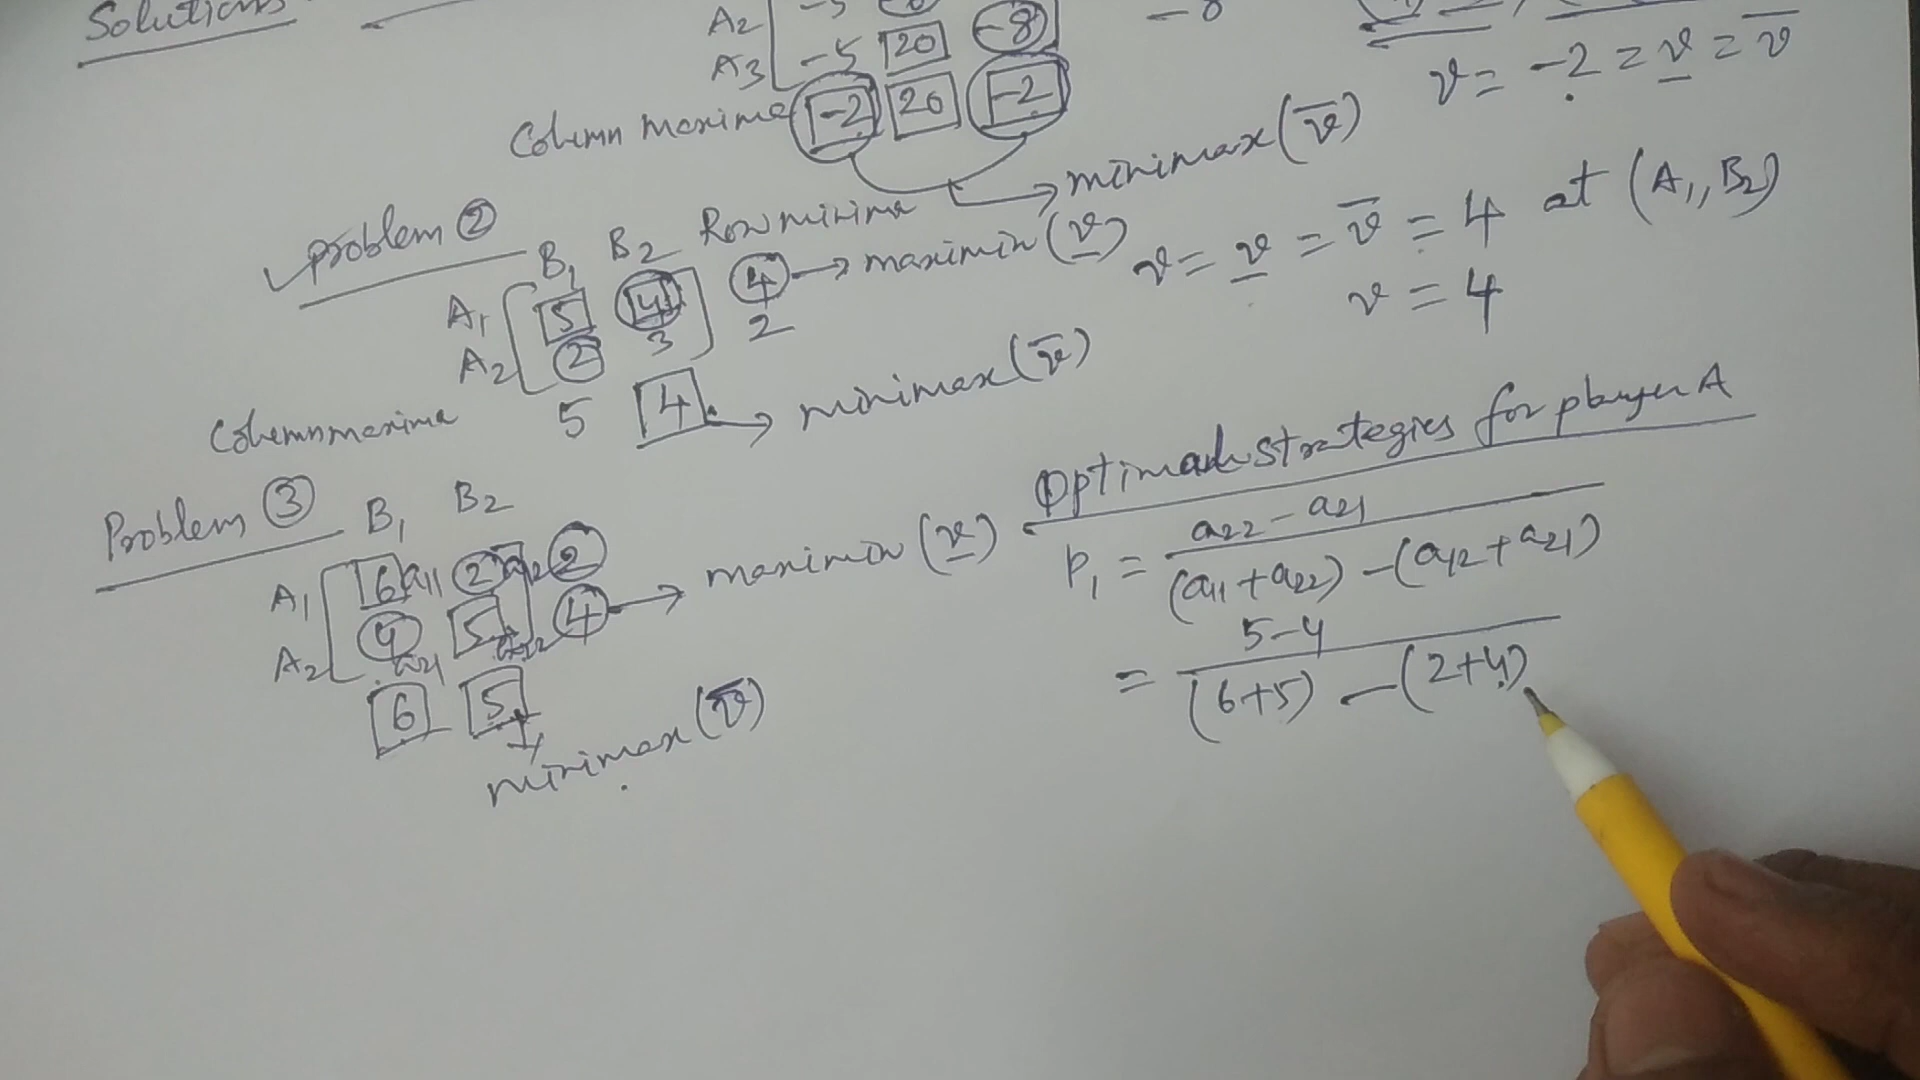 Solutions
A2 -5
A3 -5 20 -8 -8
Column maxima -2 20 -2
v = -2 = v = v̅
→ minimax (v̅)
problem ②
B1 B2 Row minima
A1 5 4 4 → maximin (v)
A2 2 3 2
v = v = v̅ = 4 at (A1, B2)
v = 4
Column maxima 5 4 → minimax (v̅)
Problem ③
B1 B2
A1 6 a11 2 a12 2
A2 4 a21 5 a22 4 → maximin (v)
6 5
minimax (v̅)
Optimal strategies for player A
p1 = a22 - a21
(a11 + a22) - (a12 + a21)
= 5-4
(6+5) - (2+4)